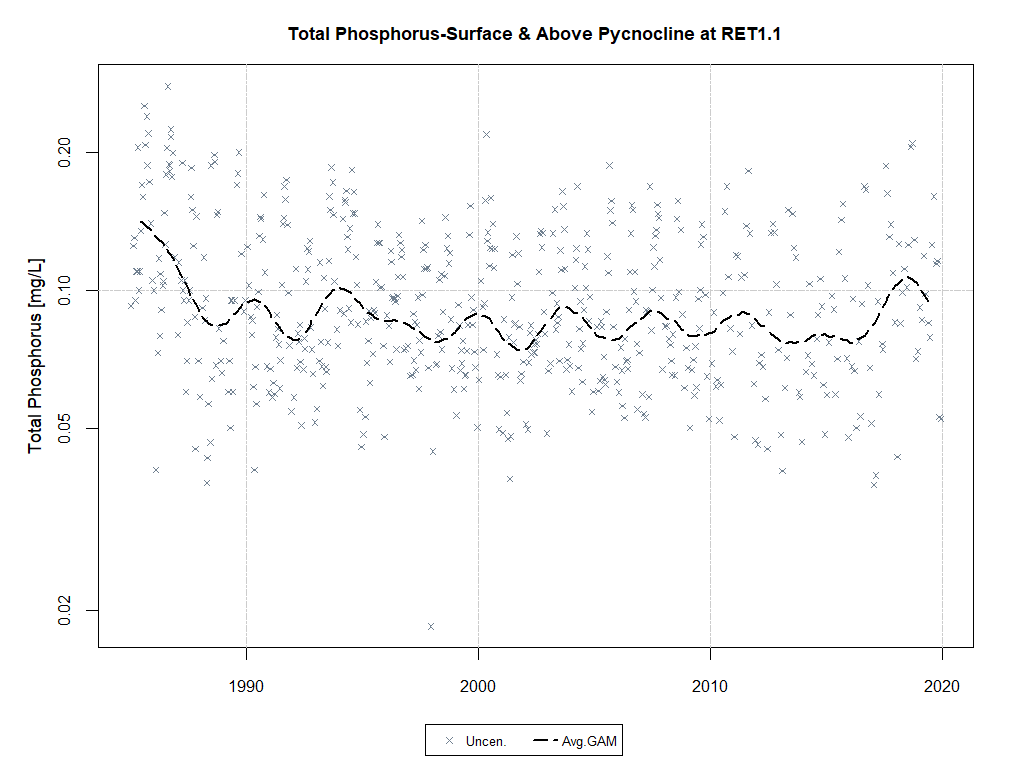 Total Phosphorus-Surface & Above Pycnocline at RET1.1
Total Phosphorus [mg/L]
0.20
0.10
0.05
0.02
1990 2000 2010 2020
Uncen. Avg.GAM